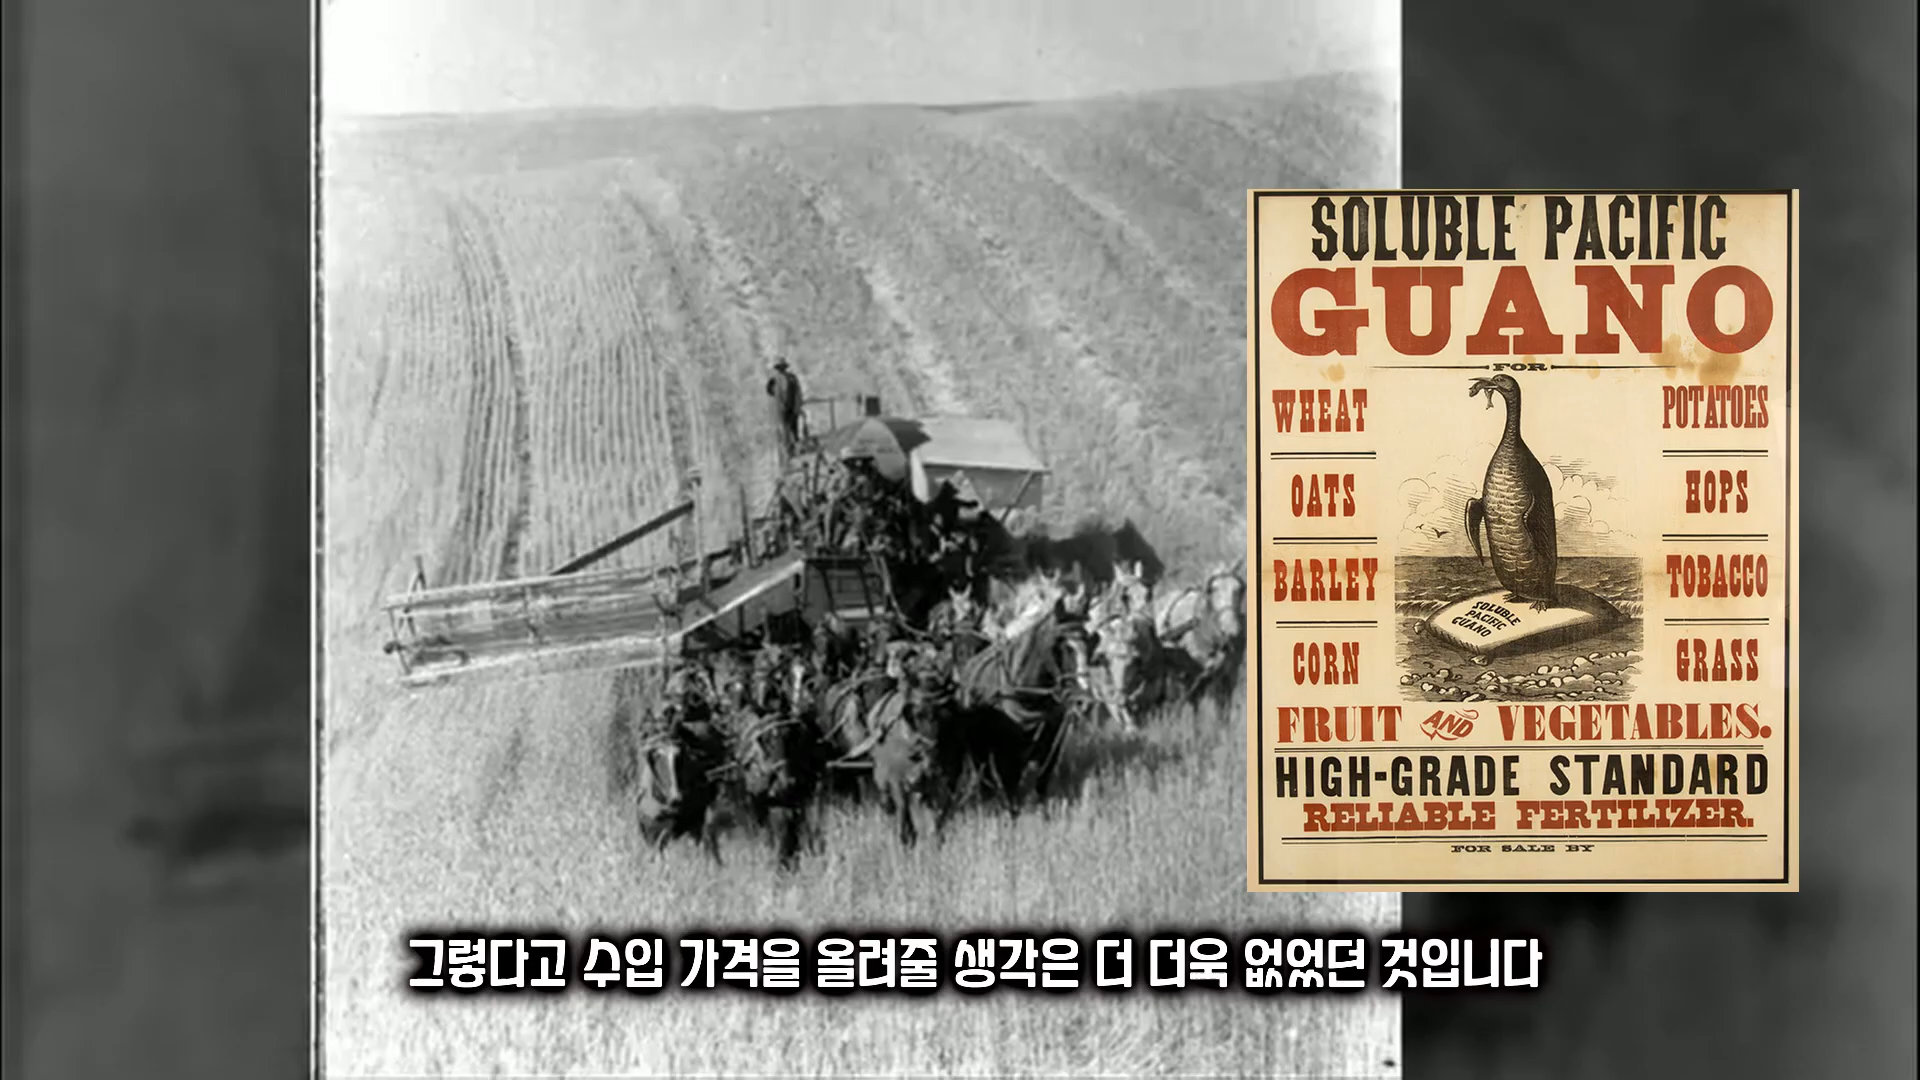 SOLUBLE PACIFIC
GUANO
FOR
WHEAT
OATS
BARLEY
CORN
POTATOES
HOPS
TOBACCO
GRASS
SOLUBLE
PACIFIC
GUANO
FRUIT AND VEGETABLES.
HIGH-GRADE STANDARD
RELIABLE FERTILIZER.
FOR SALE BY
그렇다고 수입 가격을 올려줄 생각은 더 더욱 없었던 것입니다